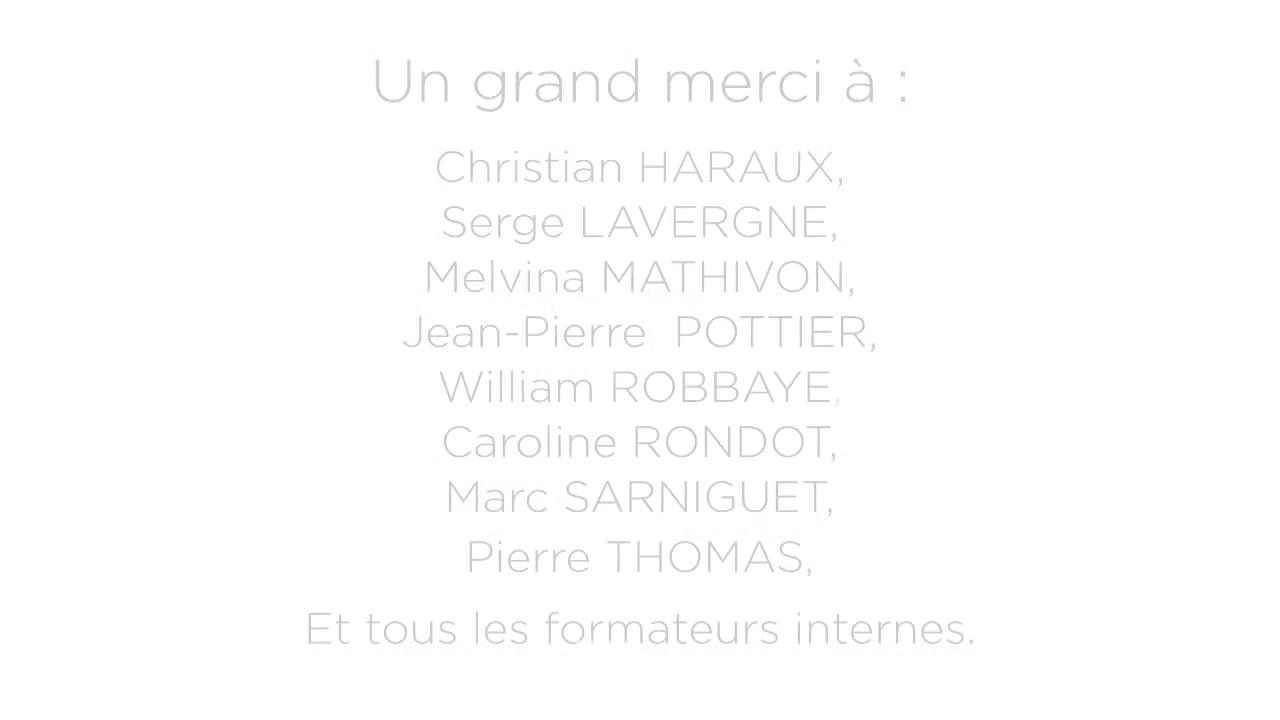 Un grand merci à :
Christian HARAUX,
Serge LAVERGNE,
Melvina MATHIVON,
Jean-Pierre POTTIER,
William ROBBAYE,
Caroline RONDOT,
Marc SARNIGUET,
Pierre THOMAS,
Et tous les formateurs internes.